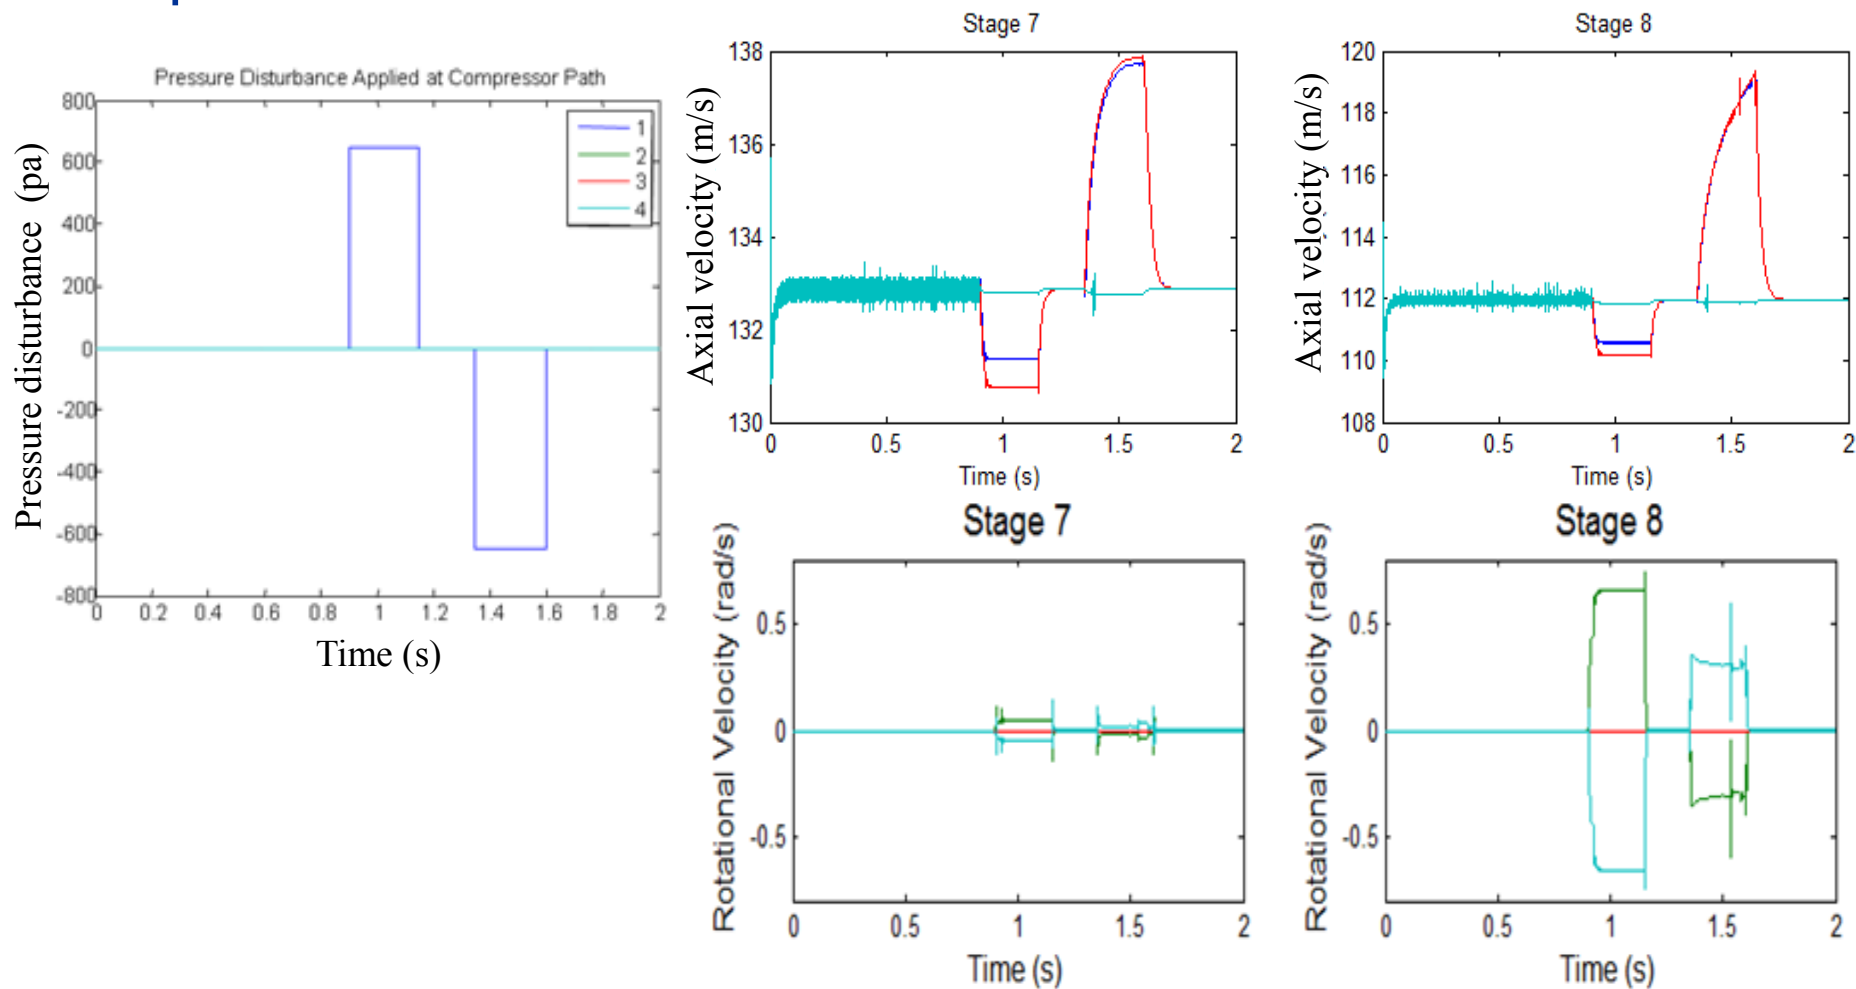 Pressure Disturbance Applied at Compressor Path
Pressure disturbance (pa)
800
600
400
200
0
-200
-400
-600
-800
0 0.2 0.4 0.6 0.8 1 1.2 1.4 1.6 1.8 2
Time (s)
1
2
3
4
Stage 7
Axial velocity (m/s)
138
136
134
132
130
0 0.5 1 1.5 2
Time (s)
Stage 8
Axial velocity (m/s)
120
118
116
114
112
110
108
0 0.5 1 1.5 2
Time (s)
Stage 7
Rotational Velocity (rad/s)
0.5
0
-0.5
0 0.5 1 1.5 2
Time (s)
Stage 8
Rotational Velocity (rad/s)
0.5
0
-0.5
0 0.5 1 1.5 2
Time (s)